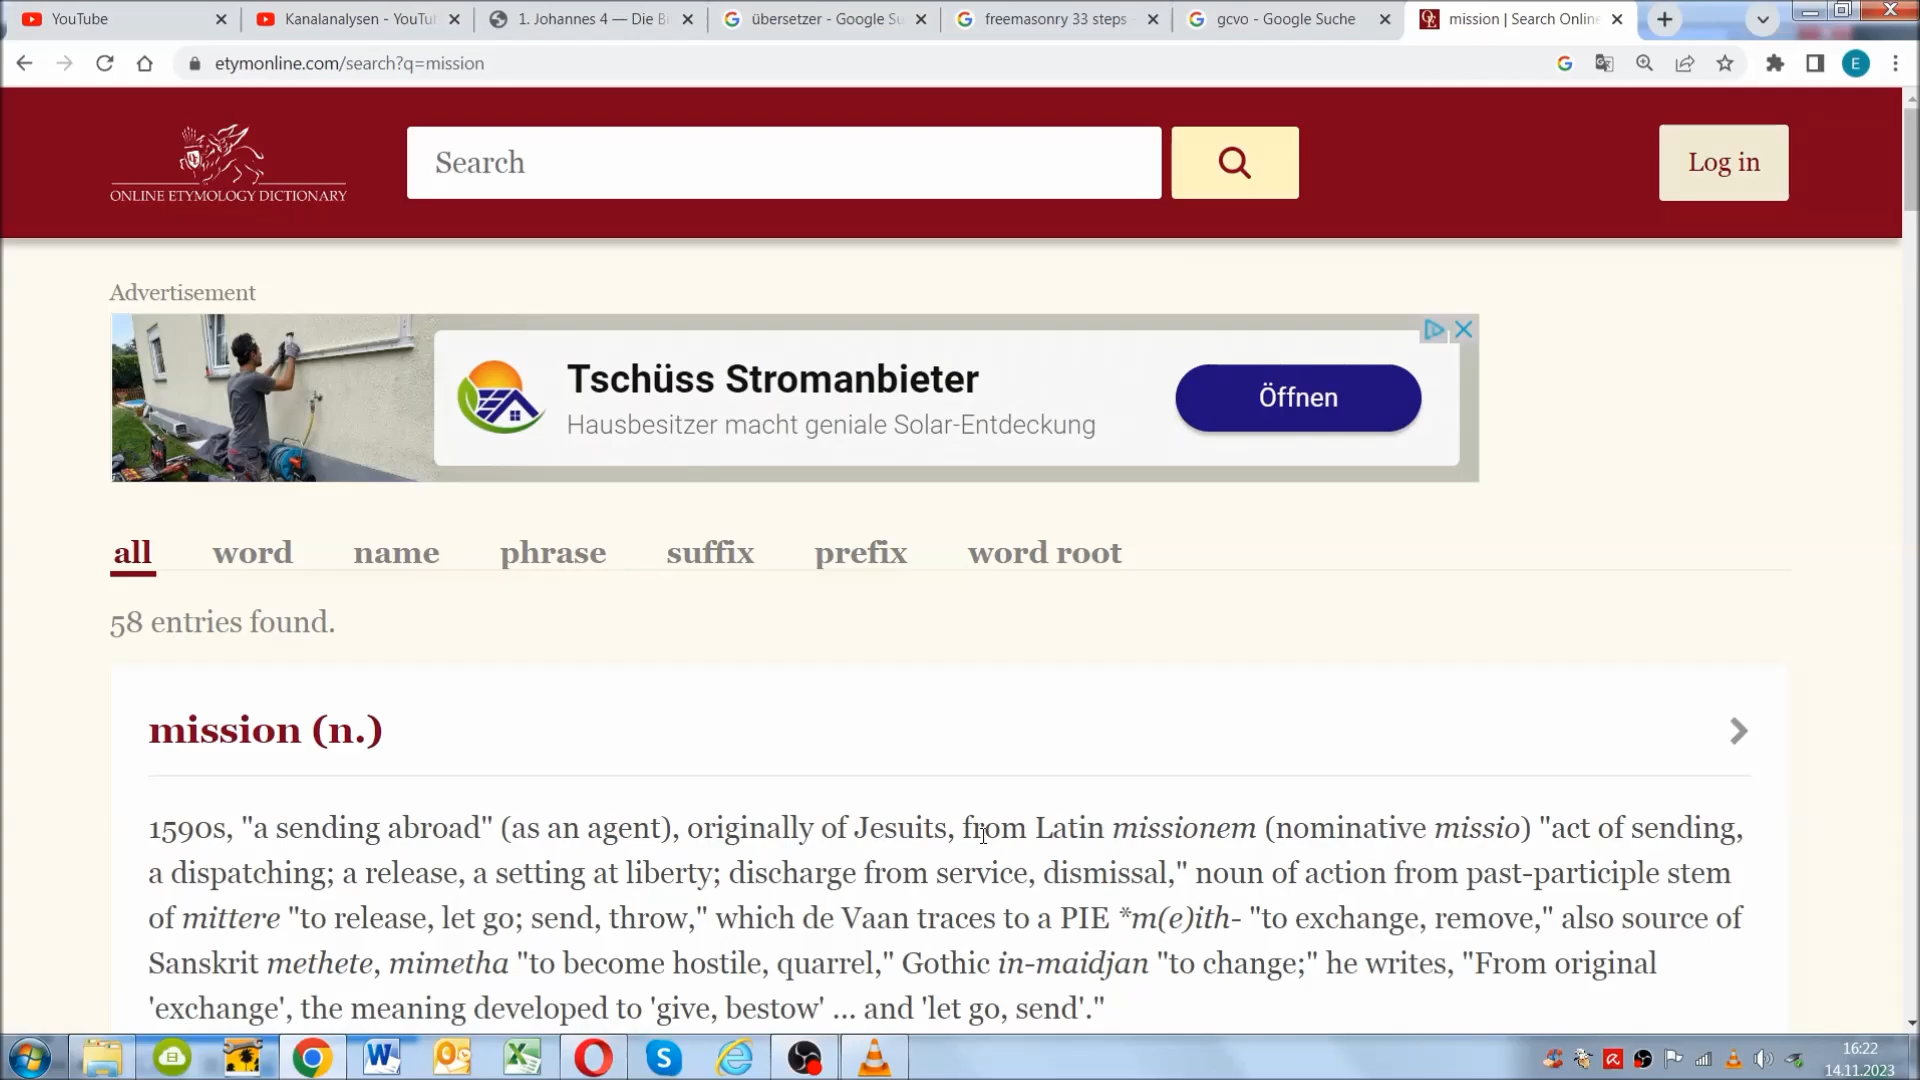 YouTube
Kanalanalysen - YouTu
1. Johannes 4 — Die Bi
übersetzer - Google Su
freemasonry 33 steps -
gcvo - Google Suche
mission | Search Online
etymonline.com/search?q=mission
E
ONLINE ETYMOLOGY DICTIONARY
Search
Log in
Advertisement
Tschüss Stromanbieter
Hausbesitzer macht geniale Solar-Entdeckung
Öffnen
all word name phrase suffix prefix word root
58 entries found.
mission (n.)
1590s, "a sending abroad" (as an agent), originally of Jesuits, from Latin missionem (nominative missio) "act of sending,
a dispatching; a release, a setting at liberty; discharge from service, dismissal," noun of action from past-participle stem
of mittere "to release, let go; send, throw," which de Vaan traces to a PIE *m(e)ith- "to exchange, remove," also source of
Sanskrit methete, mimetha "to become hostile, quarrel," Gothic in-maidjan "to change;" he writes, "From original
'exchange', the meaning developed to 'give, bestow' ... and 'let go, send'."
16:22
14.11.2023